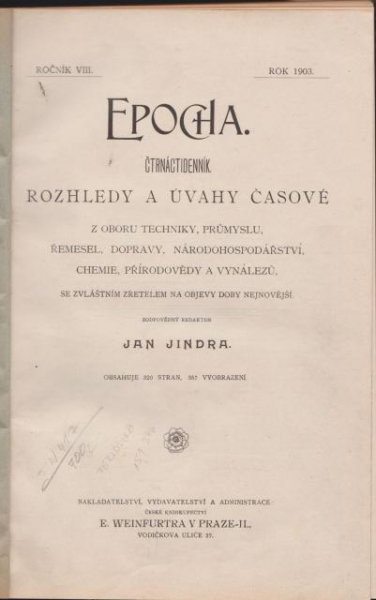 ROČNÍK VIII.
ROK 1903.
EPOCHA.
ČTRNÁCTIDENNÍK.
ROZHLEDY A ÚVAHY ČASOVÉ
Z OBORU TECHNIKY, PRŮMYSLU,
ŘEMESEL, DOPRAVY, NÁRODOHOSPODÁŘSTVÍ,
CHEMIE, PŘÍRODOVĚDY A VYNÁLEZŮ,
SE ZVLÁŠTNÍM ZŘETELEM NA OBJEVY DOBY NEJNOVĚJŠÍ.
ZODPOVĚDNÝ REDAKTOR
JAN JINDRA.
OBSAHUJE 320 STRAN, 387 VYOBRAZENÍ.
NAKLADATELSTVÍ, VYDAVATELSTVÍ A ADMINISTRACE
ČESKÉ KNIHKUPECTVÍ
E. WEINFURTRA V PRAZE-II.
VODIČKOVA ULICE 27.